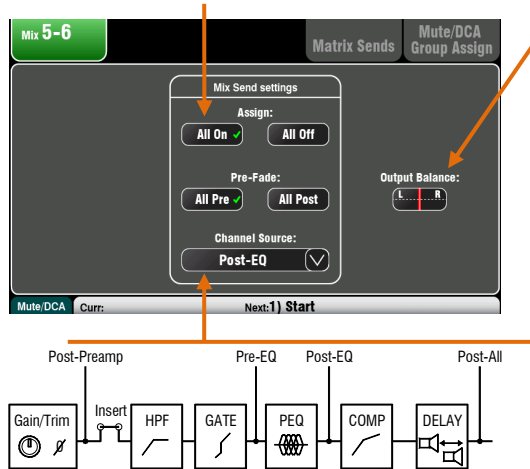 Mix 5-6
Matrix Sends
Mute/DCA
Group Assign
Mix Send settings
Assign:
All On
All Off
Pre-Fade:
All Pre
All Post
Output Balance:
L R
Channel Source:
Post-EQ
Mute/DCA
Curr:
Next:1) Start
Post-Preamp
Pre-EQ
Post-EQ
Post-All
Gain/Trim
Insert
HPF
GATE
PEQ
COMP
DELAY